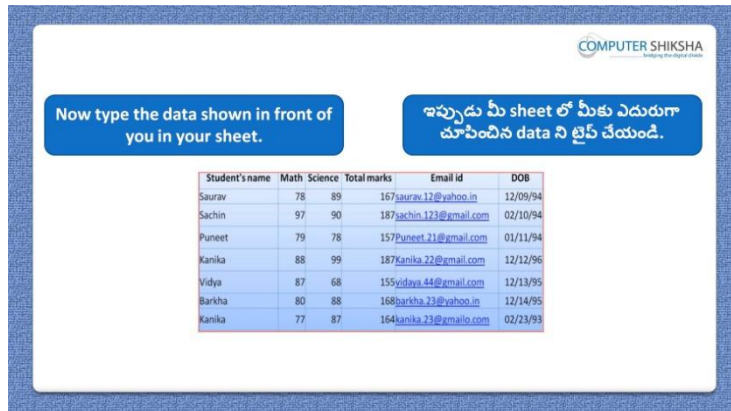 COMPUTER SHIKSHA
bridging the digital divide
Now type the data shown in front of
you in your sheet.
ఇప్పుడు మీ sheet లో మీకు ఎదురుగా
చూపించిన data ని టైప్ చేయండి.
Student's name Math Science Total marks Email id DOB
Saurav 78 89 167 saurav.12@yahoo.in 12/09/94
Sachin 97 90 187 sachin.123@gmail.com 02/10/94
Puneet 79 78 157 Puneet.21@gmail.com 01/11/94
Kanika 88 99 187 Kanika.22@gmail.com 12/12/96
Vidya 87 68 155 vidaya.44@gmail.com 12/13/95
Barkha 80 88 168 barkha.23@yahoo.in 12/14/95
Kanika 77 87 164 kanika.23@gmailo.com 02/23/93